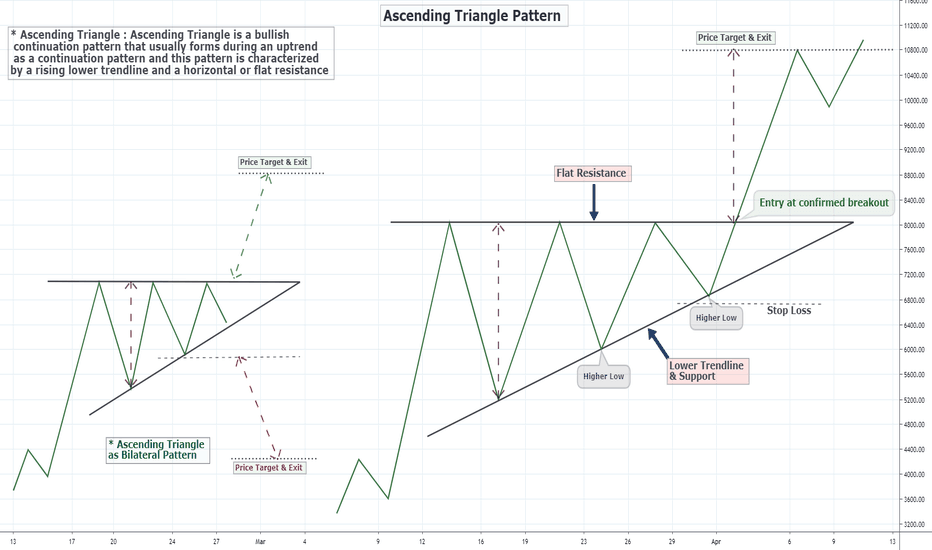 Ascending Triangle Pattern
* Ascending Triangle : Ascending Triangle is a bullish
continuation pattern that usually forms during an uptrend
as a continuation pattern and this pattern is characterized
by a rising lower trendline and a horizontal or flat resistance
Price Target & Exit
Price Target & Exit
Flat Resistance
Entry at confirmed breakout
Higher Low
Stop Loss
Higher Low
Lower Trendline
& Support
* Ascending Triangle
as Bilateral Pattern
Price Target & Exit
11600.00
11200.00
10800.00
10400.00
10000.00
9600.00
9200.00
8800.00
8400.00
8000.00
7600.00
7200.00
6800.00
6400.00
6000.00
5600.00
5200.00
4800.00
4400.00
4000.00
3600.00
3200.00
13 17 20 23 27 Mar 4 9 12 16 19 23 26 29 Apr 6 9 13